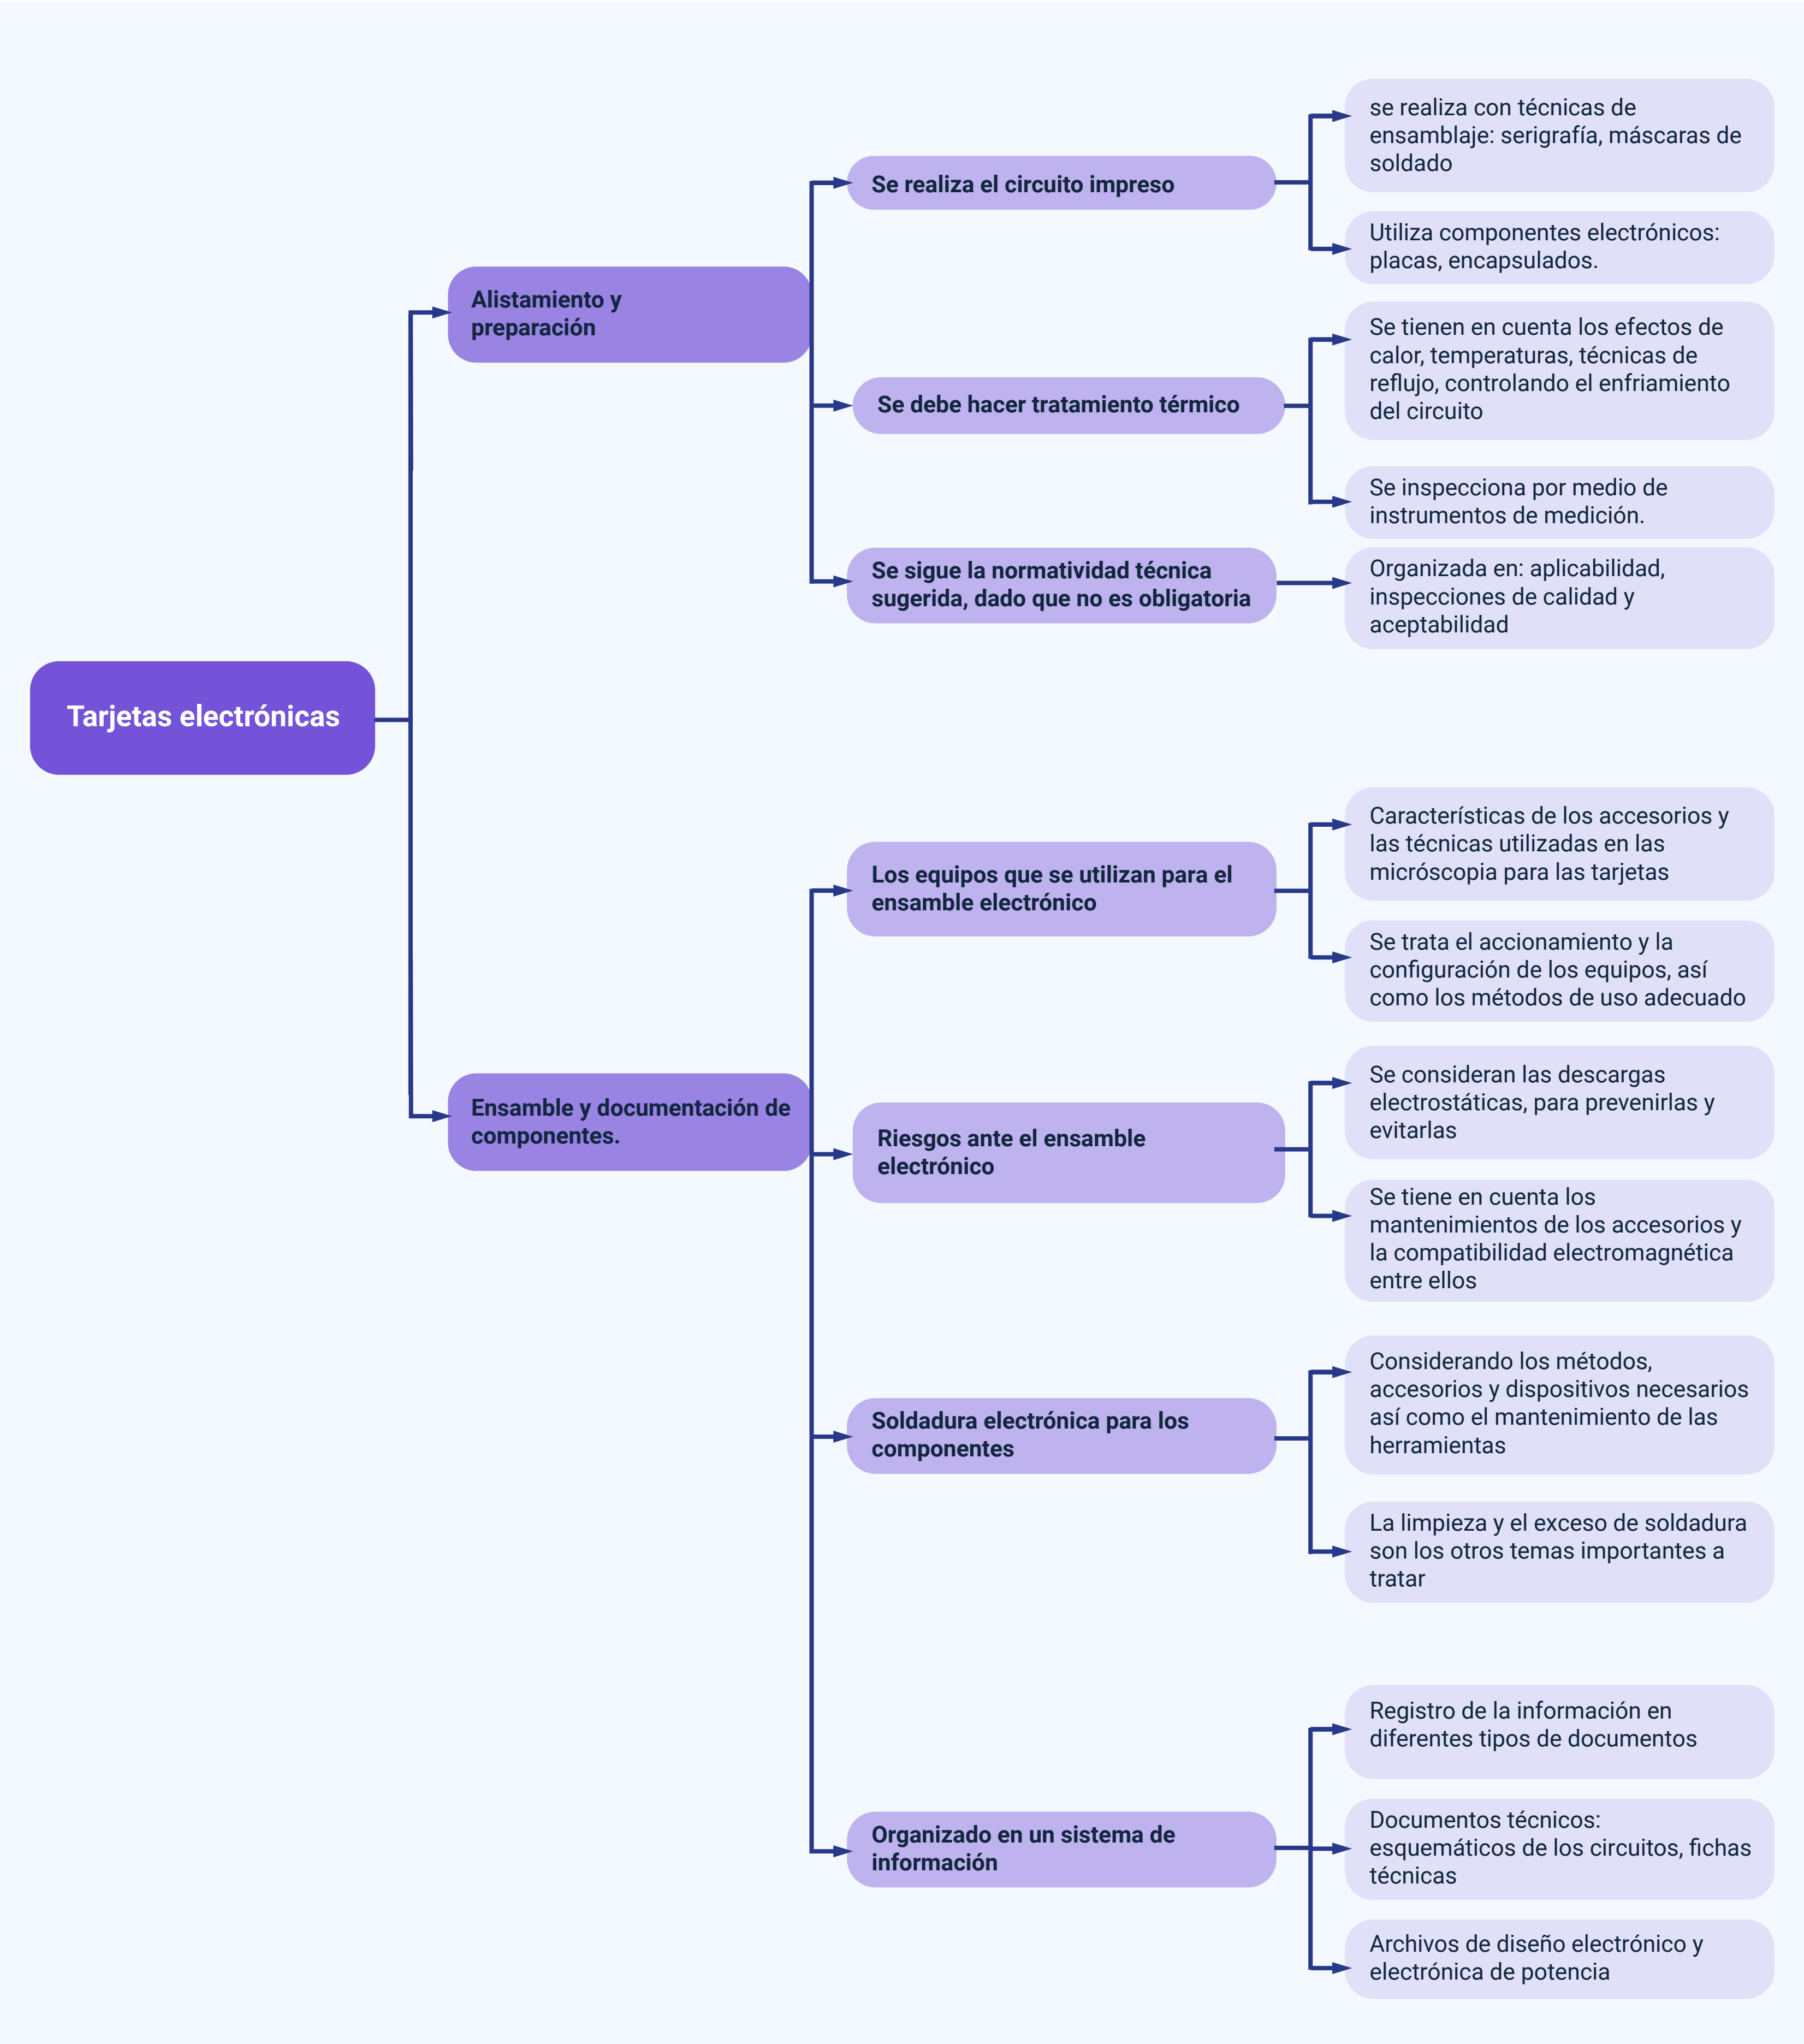 Tarjetas electrónicas
Alistamiento y
preparación
Se realiza el circuito impreso
se realiza con técnicas de
ensamblaje: serigrafía, máscaras de
soldado
Utiliza componentes electrónicos:
placas, encapsulados.
Se debe hacer tratamiento térmico
Se tienen en cuenta los efectos de
calor, temperaturas, técnicas de
reflujo, controlando el enfriamiento
del circuito
Se inspecciona por medio de
instrumentos de medición.
Se sigue la normatividad técnica
sugerida, dado que no es obligatoria
Organizada en: aplicabilidad,
inspecciones de calidad y
aceptabilidad
Ensamble y documentación de
componentes.
Los equipos que se utilizan para el
ensamble electrónico
Característícas de los accesorios y
las técnicas utilizadas en las
micróscopia para las tarjetas
Se trata el accionamiento y la
configuración de los equipos, así
como los métodos de uso adecuado
Riesgos ante el ensamble
electrónico
Se consideran las descargas
electrostáticas, para prevenirlas y
evitarlas
Se tiene en cuenta los
mantenimientos de los accesorios y
la compatibilidad electromagnética
entre ellos
Soldadura electrónica para los
componentes
Considerando los métodos,
accesorios y dispositivos necesarios
así como el mantenimiento de las
herramientas
La limpieza y el exceso de soldadura
son los otros temas importantes a
tratar
Organizado en un sistema de
información
Registro de la información en
diferentes tipos de documentos
Documentos técnicos:
esquemáticos de los circuitos, fichas
técnicas
Archivos de diseño electrónico y
electrónica de potencia